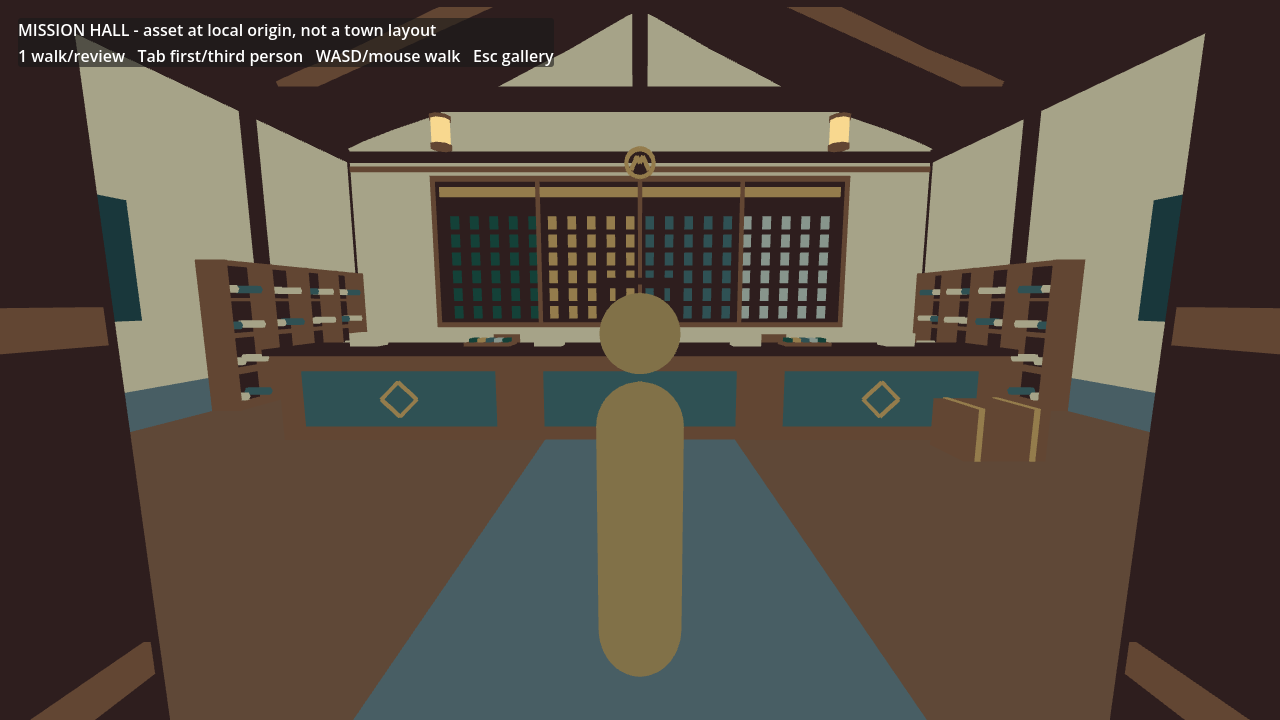 MISSION HALL - asset at local origin, not a town layout
1 walk/review   Tab first/third person   WASD/mouse walk   Esc gallery
M